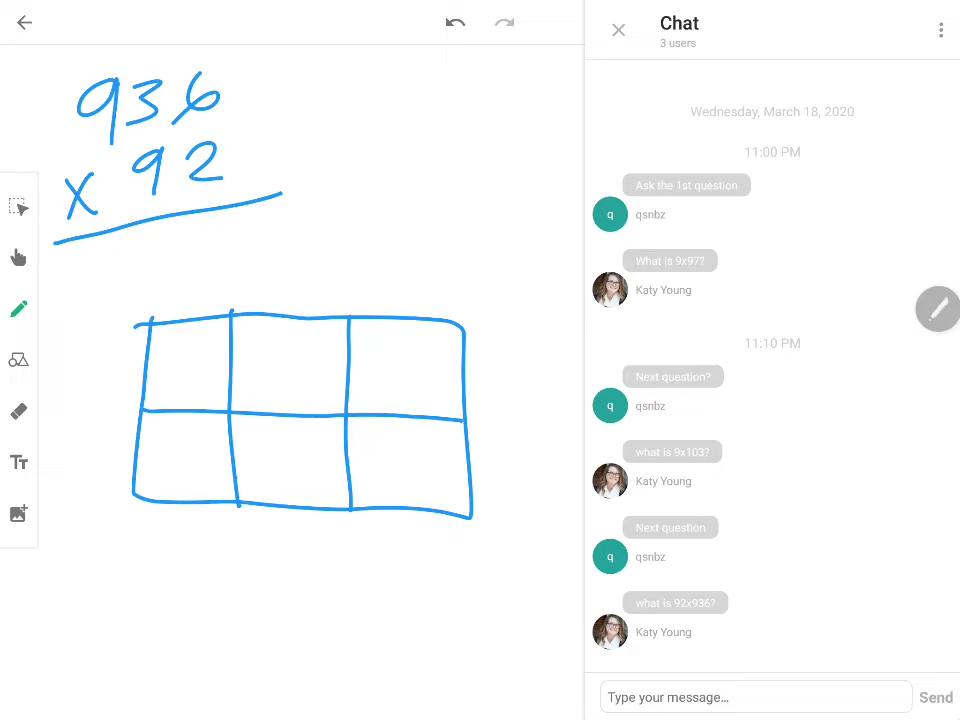 936
x 92
Tt
Chat
3 users
Wednesday, March 18, 2020
11:00 PM
Ask the 1st question
q
qsnbz
What is 9x97?
Katy Young
11:10 PM
Next question?
q
qsnbz
what is 9x103?
Katy Young
Next question
q
qsnbz
what is 92x936?
Katy Young
Type your message...
Send